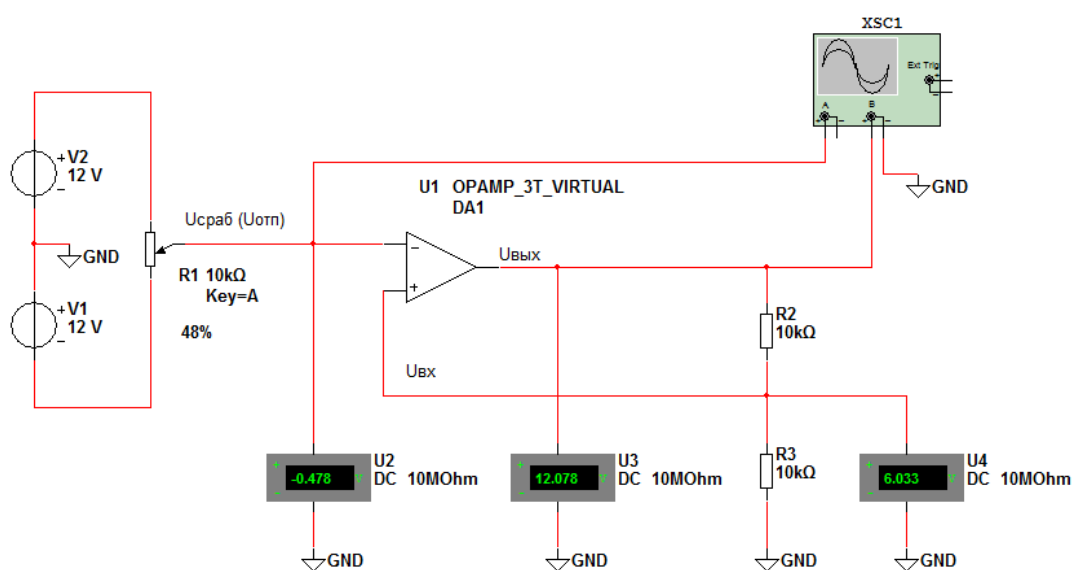 XSC1
Ext Trig
+
–
A
B
+ –
+ –
GND
+ V2
12 V
–
U1 OPAMP_3T_VIRTUAL
DA1
Uсраб (Uотп)
GND
Uвых
–
+
R1 10kΩ
Key=A
48%
+ V1
12 V
–
R2
10kΩ
Uвх
+
–
-0.478
V
U2
DC 10MOhm
+
–
12.078
V
U3
DC 10MOhm
R3
10kΩ
+
–
6.033
V
U4
DC 10MOhm
GND
GND
GND
GND